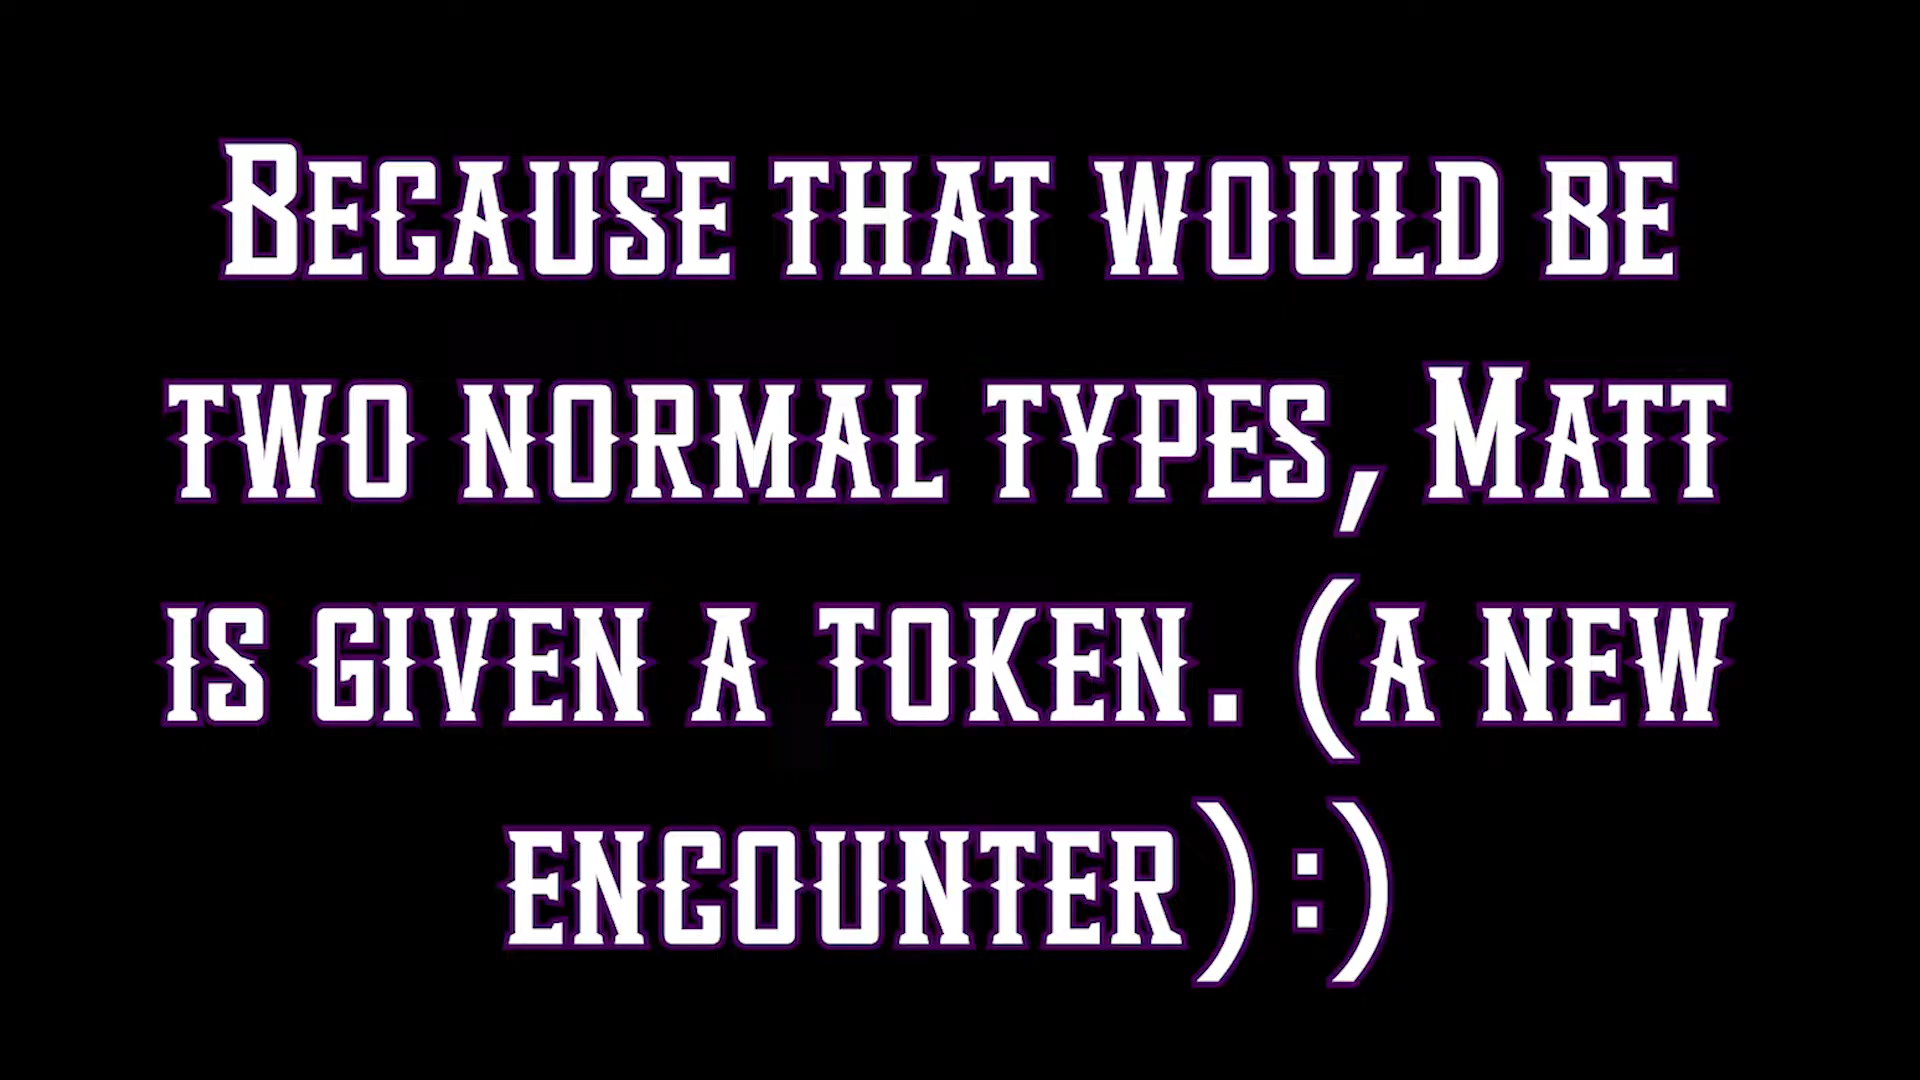 Because that would be
two normal types, Matt
is given a token. (a new
encounter):)